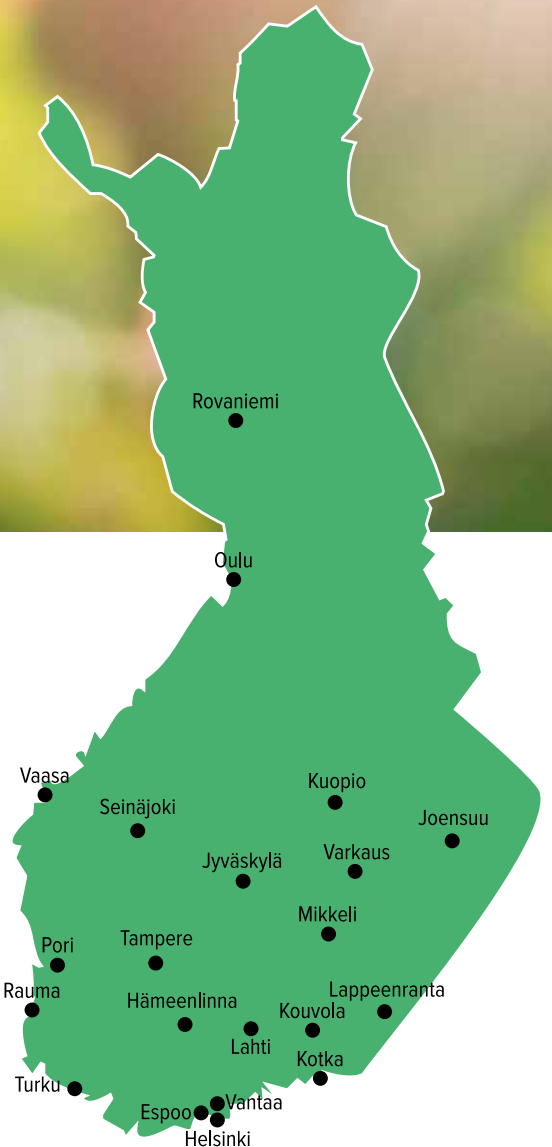 Rovaniemi
Oulu
Vaasa
Seinäjoki
Kuopio
Joensuu
Jyväskylä
Varkaus
Mikkeli
Pori
Tampere
Rauma
Hämeenlinna
Lahti
Kouvola
Lappeenranta
Kotka
Turku
Espoo
Vantaa
Helsinki